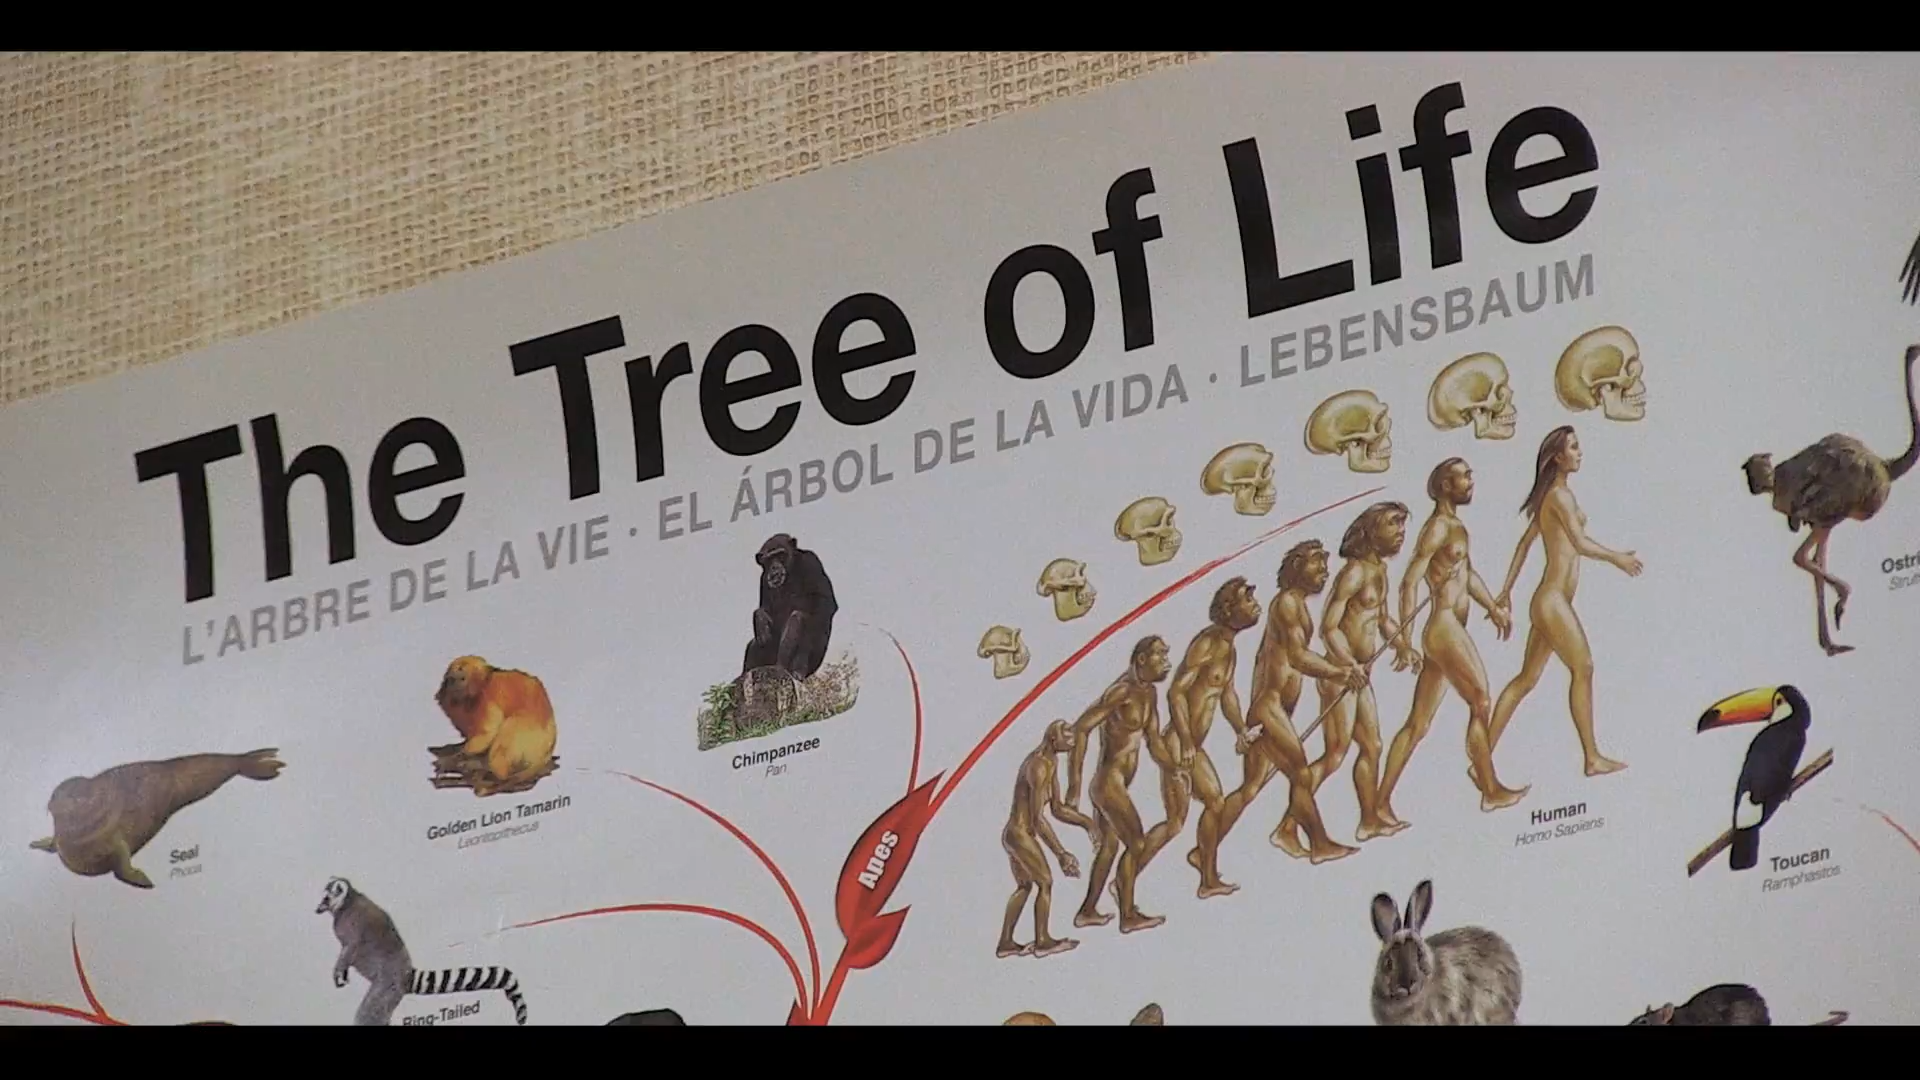 The Tree of Life
L'ARBRE DE LA VIE · EL ÁRBOL DE LA VIDA · LEBENSBAUM
Chimpanzee
Pan
Golden Lion Tamarin
Leontopithecus
Seal
Phoca
Apes
Human
Homo Sapiens
Toucan
Ramphastos
Ring-Tailed